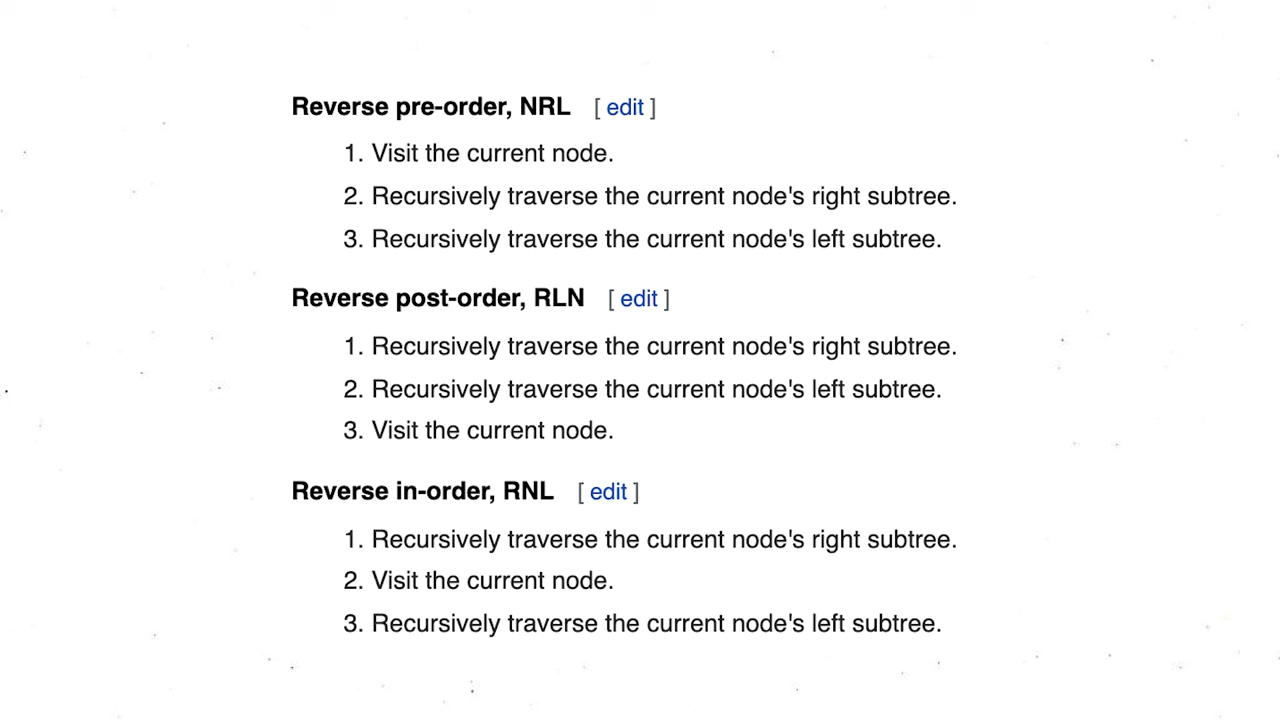 Reverse pre-order, NRL [ edit ]
1. Visit the current node.
2. Recursively traverse the current node's right subtree.
3. Recursively traverse the current node's left subtree.
Reverse post-order, RLN [ edit ]
1. Recursively traverse the current node's right subtree.
2. Recursively traverse the current node's left subtree.
3. Visit the current node.
Reverse in-order, RNL [ edit ]
1. Recursively traverse the current node's right subtree.
2. Visit the current node.
3. Recursively traverse the current node's left subtree.